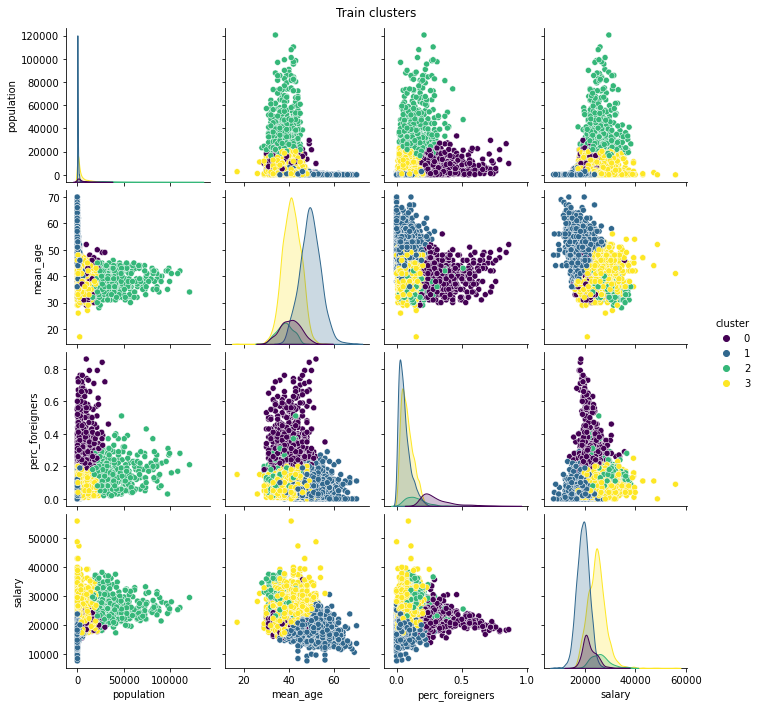 Train clusters
120000
100000
80000
60000
40000
20000
0
population
70
60
50
40
30
20
mean_age
0.8
0.6
0.4
0.2
0.0
perc_foreigners
50000
40000
30000
20000
10000
salary
0 50000 100000
20 40 60
0.0 0.5 1.0
20000 40000 60000
population mean_age perc_foreigners salary
cluster
0
1
2
3